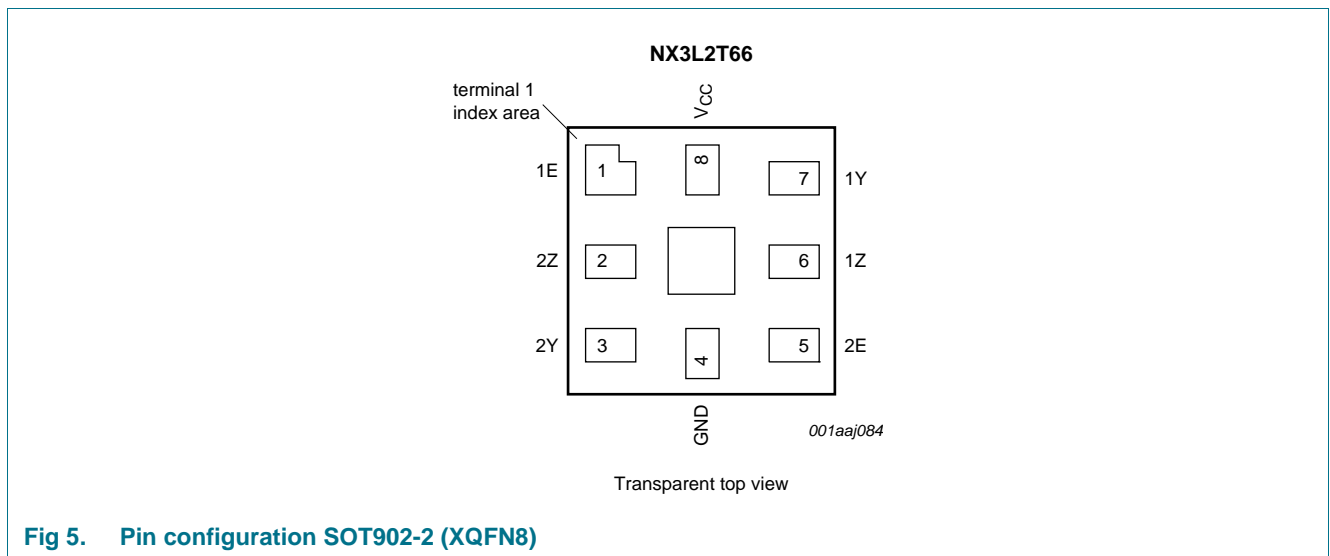 NX3L2T66
terminal 1
index area
VCC
1E
1
8
7
1Y
2Z
2
6
1Z
2Y
3
4
5
2E
GND
001aaj084
Transparent top view
Fig 5. Pin configuration SOT902-2 (XQFN8)